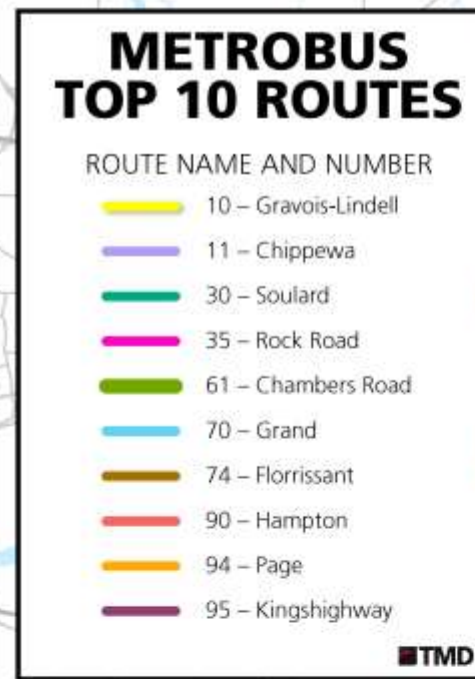 METROBUS
TOP 10 ROUTES
ROUTE NAME AND NUMBER
10 – Gravois-Lindell
11 – Chippewa
30 – Soulard
35 – Rock Road
61 – Chambers Road
70 – Grand
74 – Florrissant
90 – Hampton
94 – Page
95 – Kingshighway
TMD